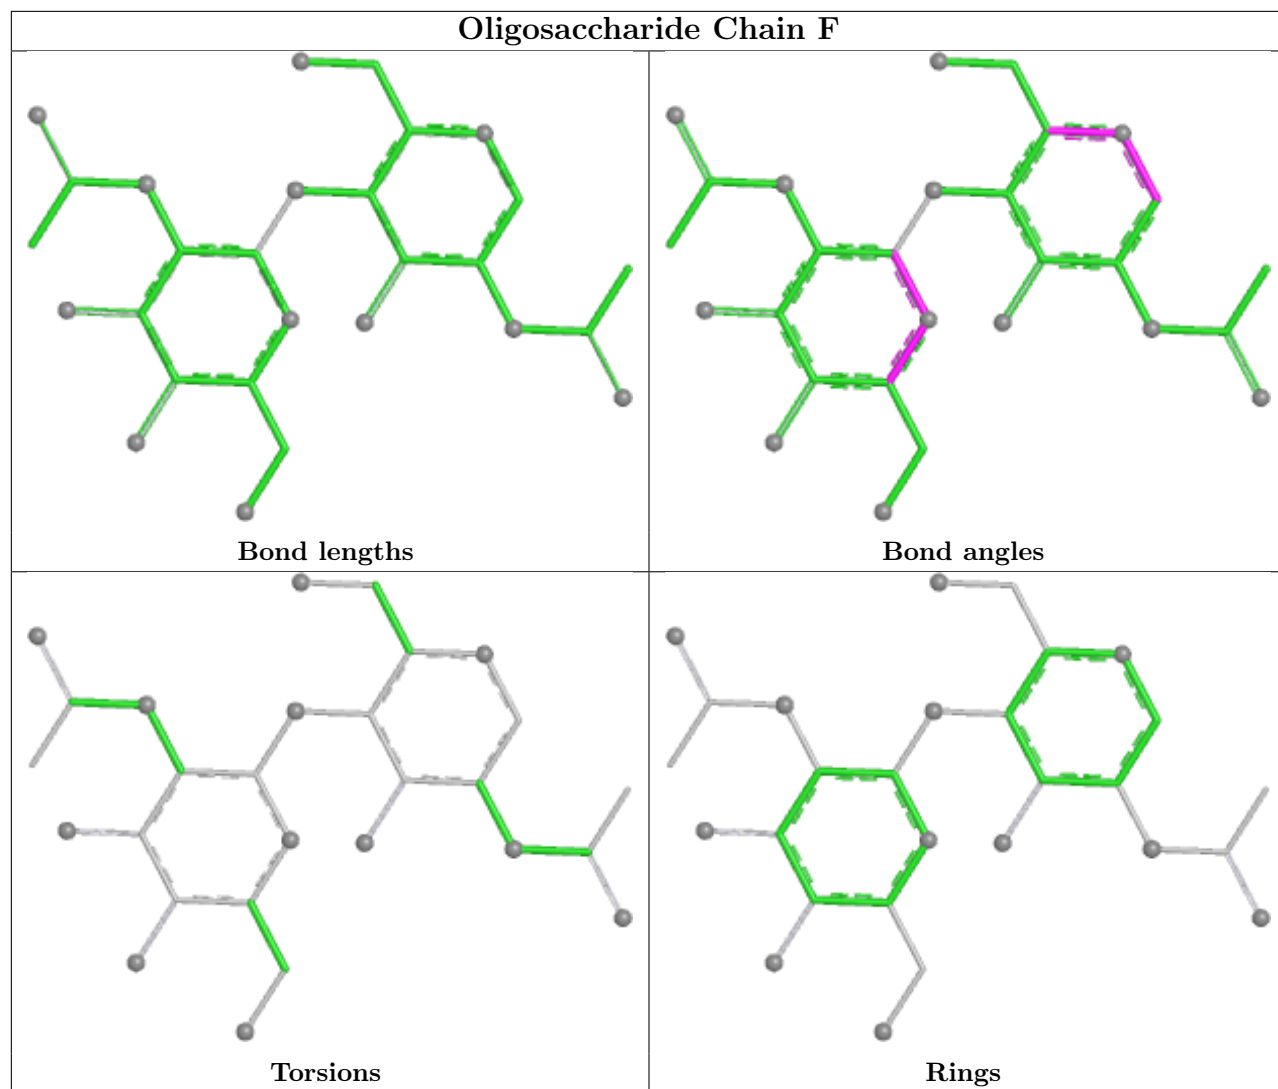 Oligosaccharide Chain F
Bond lengths
Bond angles
Torsions
Rings